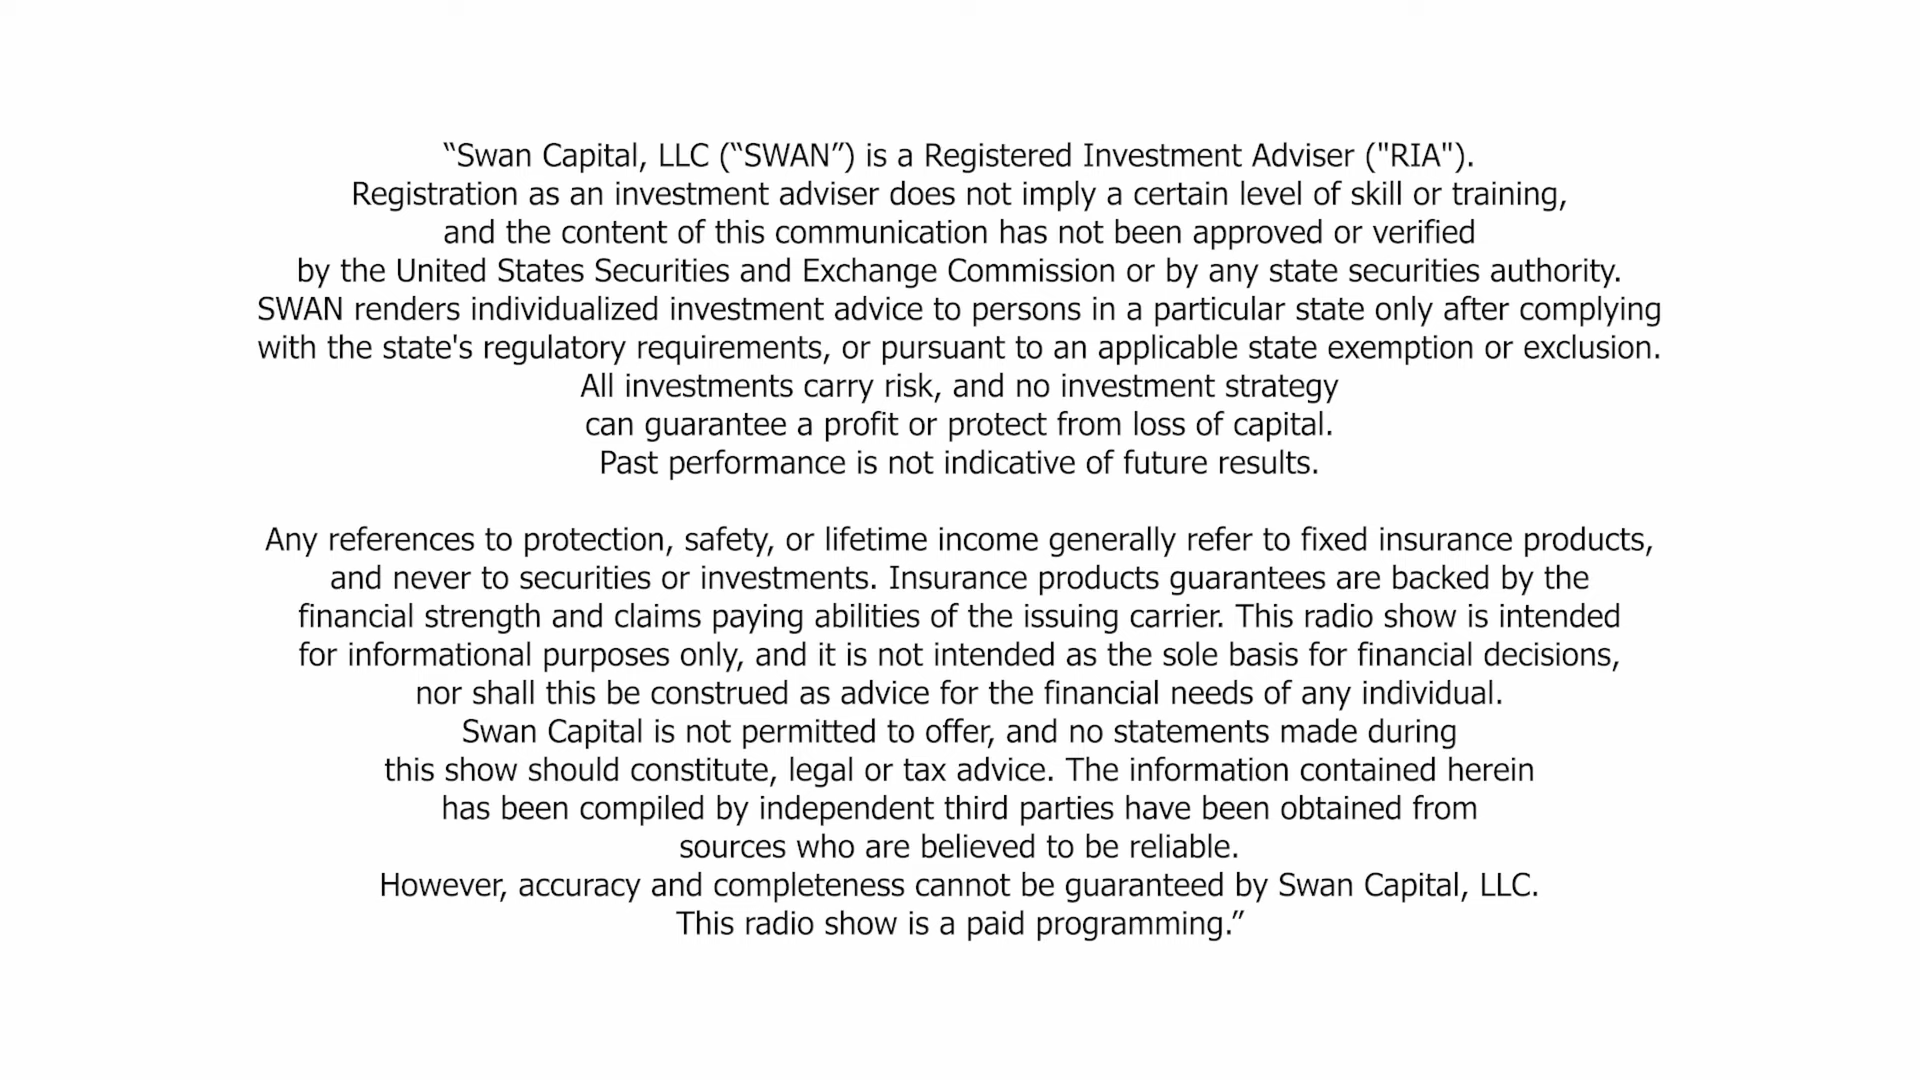 “Swan Capital, LLC (“SWAN”) is a Registered Investment Adviser ("RIA").
Registration as an investment adviser does not imply a certain level of skill or training,
and the content of this communication has not been approved or verified
by the United States Securities and Exchange Commission or by any state securities authority.
SWAN renders individualized investment advice to persons in a particular state only after complying
with the state's regulatory requirements, or pursuant to an applicable state exemption or exclusion.
All investments carry risk, and no investment strategy
can guarantee a profit or protect from loss of capital.
Past performance is not indicative of future results.
Any references to protection, safety, or lifetime income generally refer to fixed insurance products,
and never to securities or investments. Insurance products guarantees are backed by the
financial strength and claims paying abilities of the issuing carrier. This radio show is intended
for informational purposes only, and it is not intended as the sole basis for financial decisions,
nor shall this be construed as advice for the financial needs of any individual.
Swan Capital is not permitted to offer, and no statements made during
this show should constitute, legal or tax advice. The information contained herein
has been compiled by independent third parties have been obtained from
sources who are believed to be reliable.
However, accuracy and completeness cannot be guaranteed by Swan Capital, LLC.
This radio show is a paid programming.”